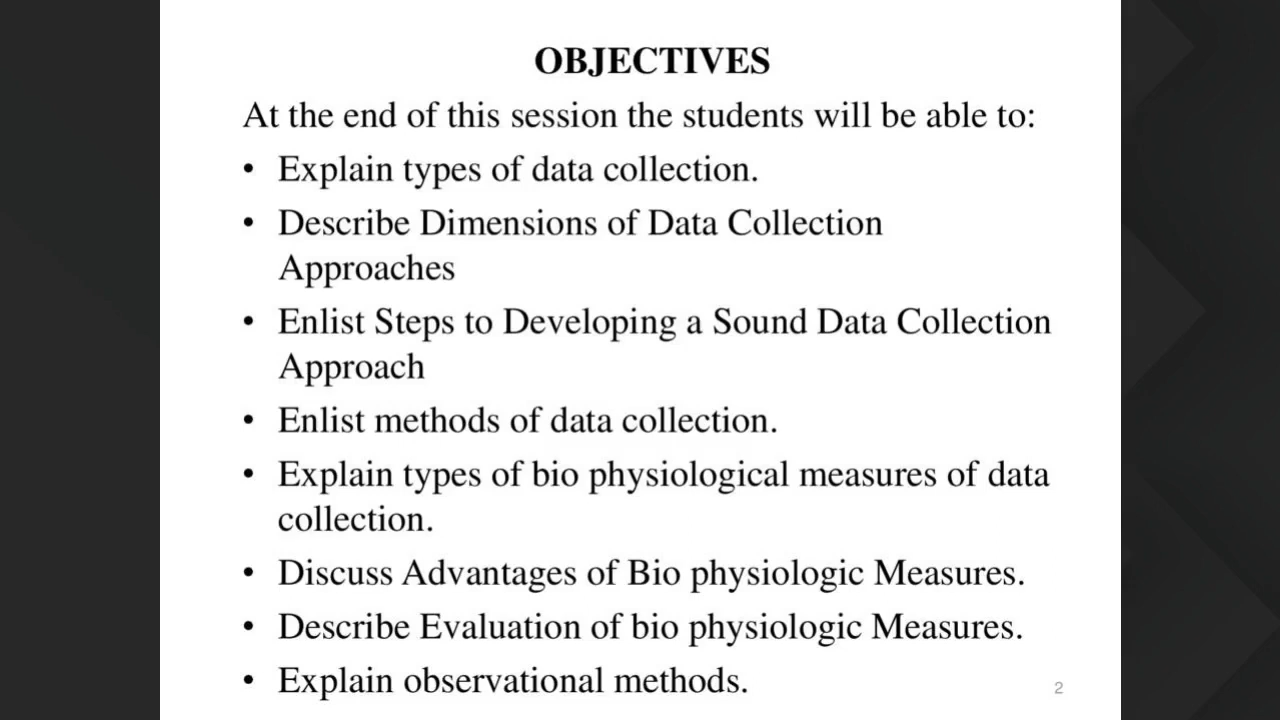 OBJECTIVES
At the end of this session the students will be able to:
• Explain types of data collection.
• Describe Dimensions of Data Collection
Approaches
• Enlist Steps to Developing a Sound Data Collection
Approach
• Enlist methods of data collection.
• Explain types of bio physiological measures of data
collection.
• Discuss Advantages of Bio physiologic Measures.
• Describe Evaluation of bio physiologic Measures.
• Explain observational methods.
2